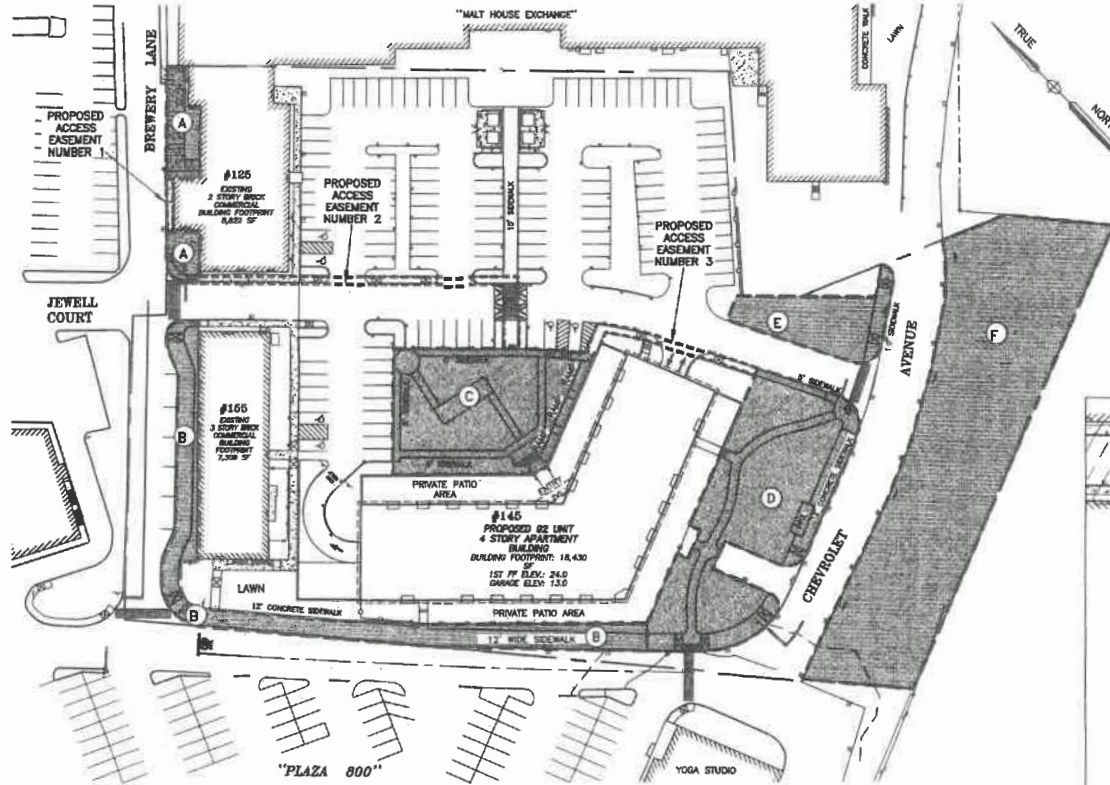 "MALT HOUSE EXCHANGE"
CONCRETE WALK
LAWN
TRUE
BREWERY LANE
PROPOSED
ACCESS
EASEMENT
NUMBER 1
A
#125
EXISTING
2 STORY BRICK
COMMERCIAL
BUILDING FOOTPRINT
PROPOSED
ACCESS
EASEMENT
NUMBER 2
10' SIDEWALK
A
PROPOSED
ACCESS
EASEMENT
NUMBER 3
JEWELL
COURT
E
SIDEWALK
F
AVENUE
#155
EXISTING
3 STORY BRICK
COMMERCIAL
BUILDING
FOOTPRINT
C
SIDEWALK
B
D
ENTRY
PRIVATE PATIO
AREA
#145
PROPOSED 92 UNIT
4 STORY APARTMENT
BUILDING
BUILDING FOOTPRINT: 18,430
SF
1ST FF ELEV.: 24.0
GARAGE ELEV: 13.0
CHEVROLET
LAWN
12' CONCRETE SIDEWALK
PRIVATE PATIO AREA
B
12' WIDE SIDEWALK
B
"PLAZA 800"
YOGA STUDIO